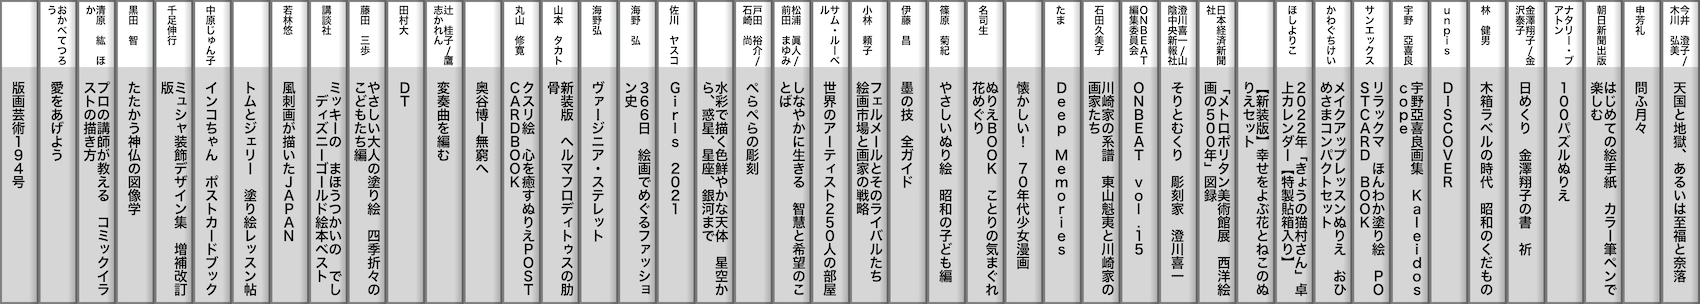 今井 澄子/
木川 弘美
天国と地獄、あるいは至福と奈落
申芳礼
問ふ月々
朝日新聞出版
はじめての絵手紙 カラー筆ペンで
楽しむ
ナタリー・ブ
アトン
100パズルぬりえ
金澤翔子/金
沢泰子
日めくり 金澤翔子の書 祈
林 健男
木箱ラベルの時代 昭和のくだもの
unpis
DISCOVER
宇野 亞喜良
宇野亞喜良画集 Kaleidos
cope
サンエックス
リラックマ ほんわか塗り絵 PO
STCARD BOOK
かわぐちけい
メイクアップレッスンぬりえ おひ
めさまコンパクトセット
ほしよりこ
2022年「きょうの猫村さん」卓
上カレンダー【特製貼箱入り】
【新装版】幸せをよぶ花とねこのぬ
りえセット
日本経済新聞
社
「メトロポリタン美術館展 西洋絵
画の500年」図録
澄川喜一/山
陰中央新報社
そりとむくり 彫刻家 澄川喜一
ONBEAT
編集委員会
ONBEAT vol.15
石田久美子
川崎家の系譜 東山魁夷と川崎家の
画家たち
たま
Deep Memories
懐かしい! 70年代少女漫画
名司生
ぬりえBOOK ことりの気まぐれ
花めぐり
篠原 菊紀
やさしいぬり絵 昭和の子ども編
伊藤 昌
墨の技 全ガイド
小林 頼子
フェルメールとそのライバルたち
絵画市場と画家の戦略
サム・ルーベ
ル
世界のアーティスト250人の部屋
松浦 眞人/
前田 まゆみ
しなやかに生きる 智慧と希望のこ
とば
戸田 裕介/
石崎 尚
ぺらぺらの彫刻
水彩で描く色鮮やかな天体 星空か
ら、惑星、星座、銀河まで
佐川 ヤスコ
Girls 2021
海野 弘
366日 絵画でめぐるファッショ
ン史
海野弘
ヴァージニア・ステレット
山本 タカト
新装版 ヘルマフロディトゥスの肋
骨
丸山 修寛
クスリ絵 心を癒すぬりえPOST
CARDBOOK
奥谷博ー無窮へ
辻 桂子/鷹
志かれん
変奏曲を編む
田村大
DT
藤田 三歩
やさしい大人の塗り絵 四季折々の
こどもたち編
講談社
ミッキーの まほうつかいの でし
ディズニーゴールド絵本ベスト
若林悠
風刺画が描いたJAPAN
トムとジェリー 塗り絵レッスン帖
中原じゅん子
インコちゃん ポストカードブック
千足伸行
ミュシャ装飾デザイン集 増補改訂
版
黒田 智
たたかう神仏の図像学
清原 紘 ほ
か
プロの講師が教える コミックイラ
ストの描き方
おかべてつろ
う
愛をあげよう
版画芸術194号